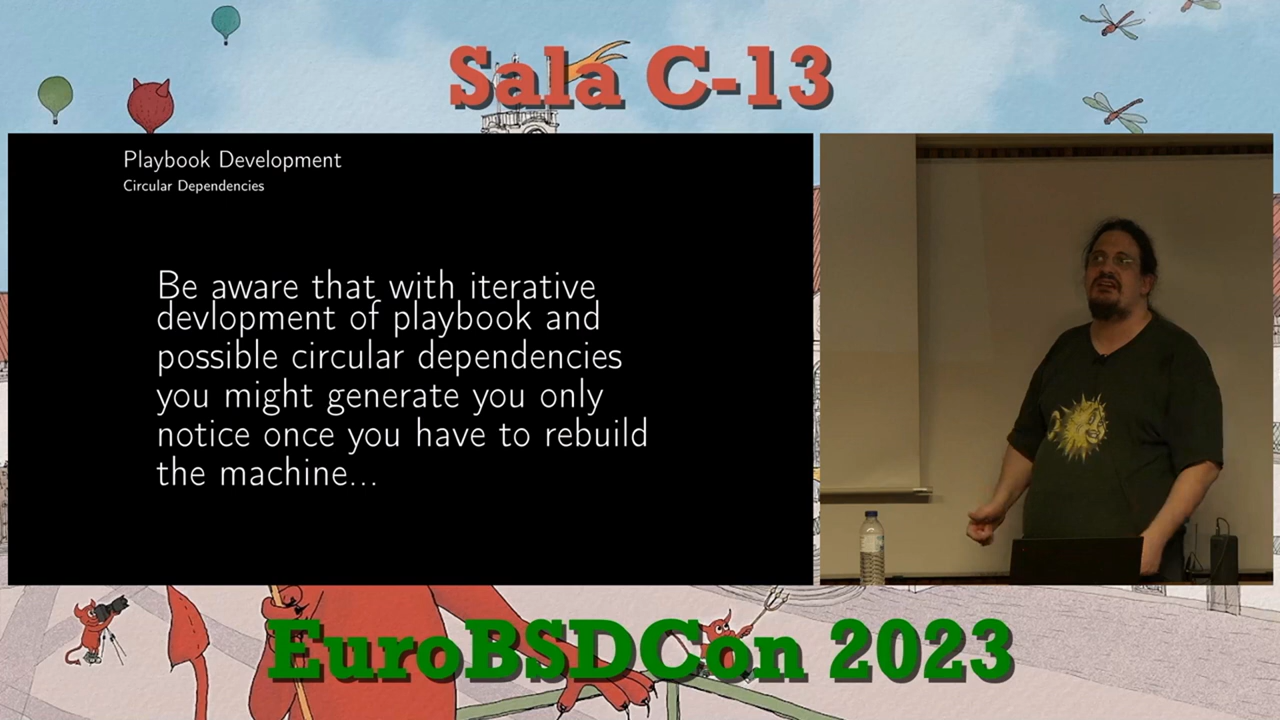 Sala C-13
Playbook Development
Circular Dependencies
Be aware that with iterative
devlopment of playbook and
possible circular dependencies
you might generate you only
notice once you have to rebuild
the machine...
EuroBSDCon 2023